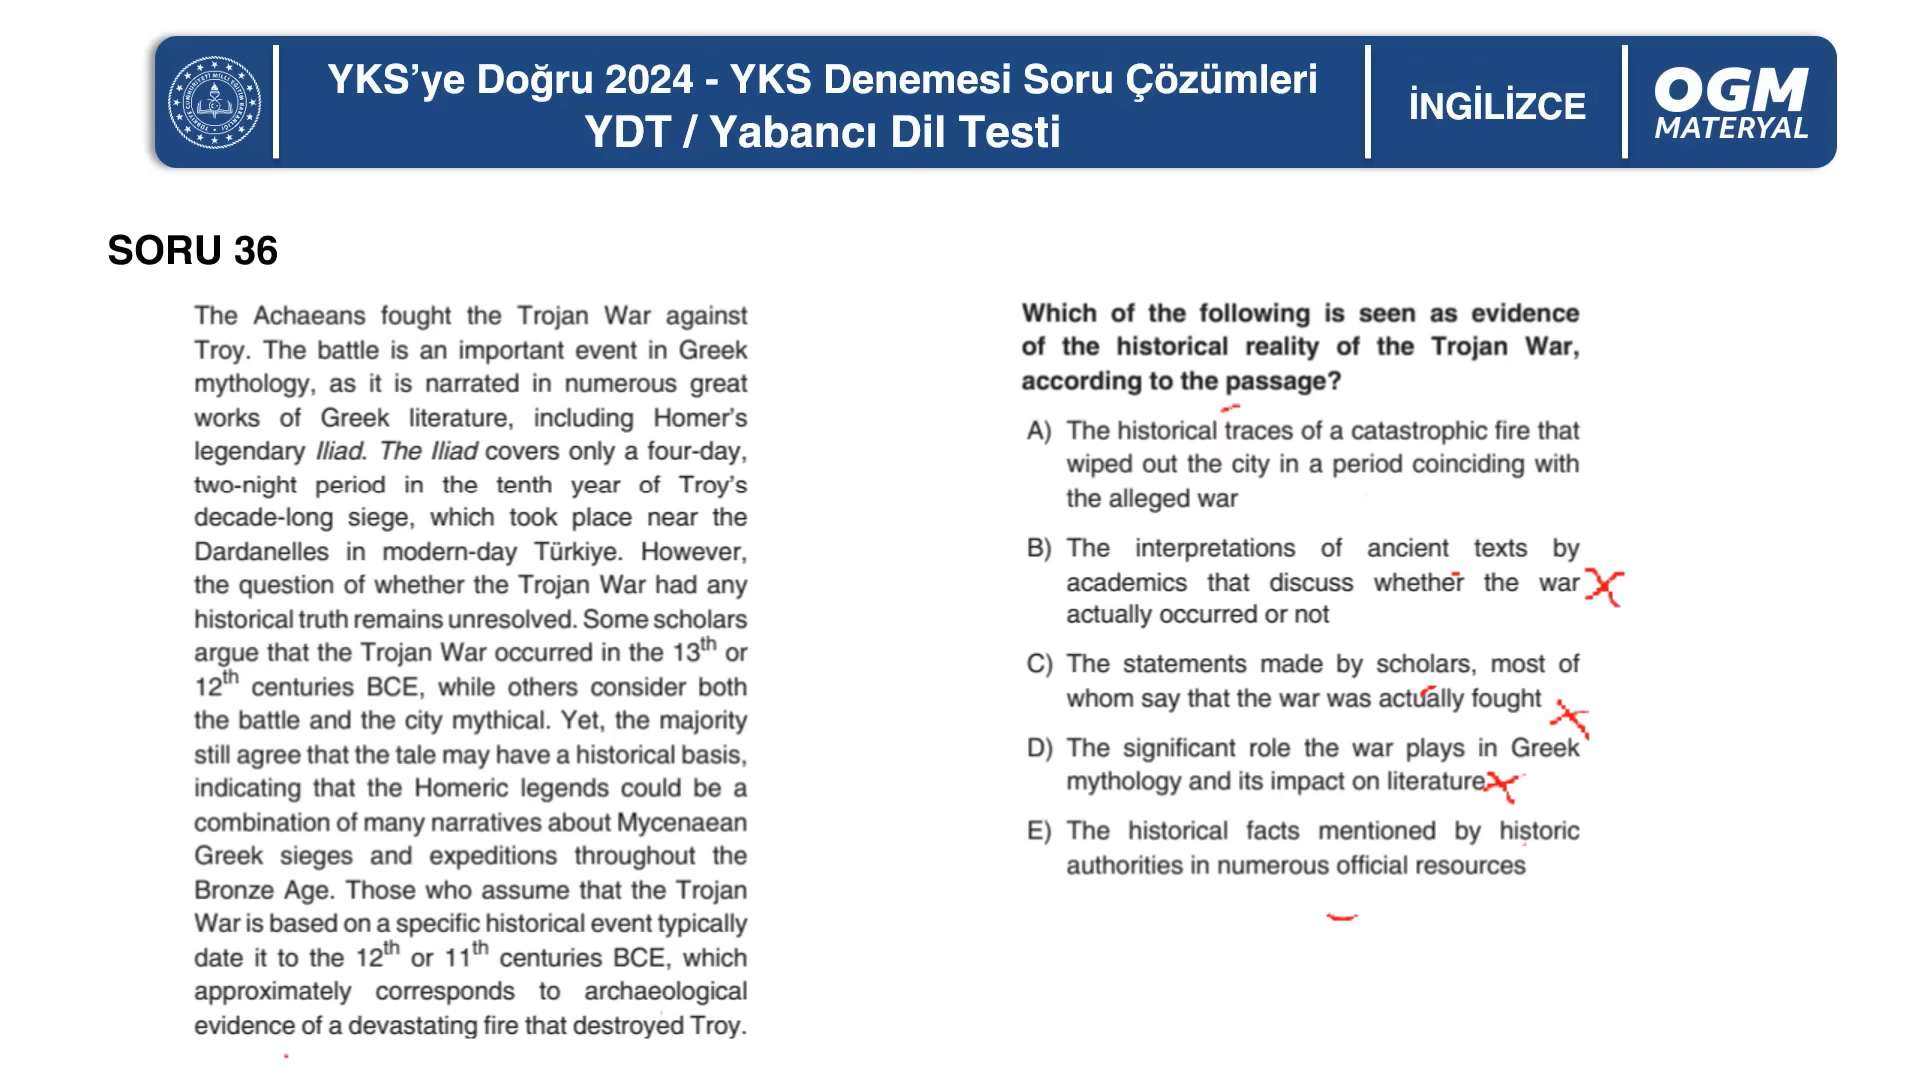 YKS’ye Doğru 2024 - YKS Denemesi Soru Çözümleri
YDT / Yabancı Dil Testi
İNGİLİZCE
OGM
MATERYAL
SORU 36
The Achaeans fought the Trojan War against
Troy. The battle is an important event in Greek
mythology, as it is narrated in numerous great
works of Greek literature, including Homer’s
legendary Iliad. The Iliad covers only a four-day,
two-night period in the tenth year of Troy’s
decade-long siege, which took place near the
Dardanelles in modern-day Türkiye. However,
the question of whether the Trojan War had any
historical truth remains unresolved. Some scholars
argue that the Trojan War occurred in the 13th or
12th centuries BCE, while others consider both
the battle and the city mythical. Yet, the majority
still agree that the tale may have a historical basis,
indicating that the Homeric legends could be a
combination of many narratives about Mycenaean
Greek sieges and expeditions throughout the
Bronze Age. Those who assume that the Trojan
War is based on a specific historical event typically
date it to the 12th or 11th centuries BCE, which
approximately corresponds to archaeological
evidence of a devastating fire that destroyed Troy.
Which of the following is seen as evidence
of the historical reality of the Trojan War,
according to the passage?
A) The historical traces of a catastrophic fire that
wiped out the city in a period coinciding with
the alleged war
B) The interpretations of ancient texts by
academics that discuss whether the war
actually occurred or not
C) The statements made by scholars, most of
whom say that the war was actually fought
D) The significant role the war plays in Greek
mythology and its impact on literature
E) The historical facts mentioned by historic
authorities in numerous official resources